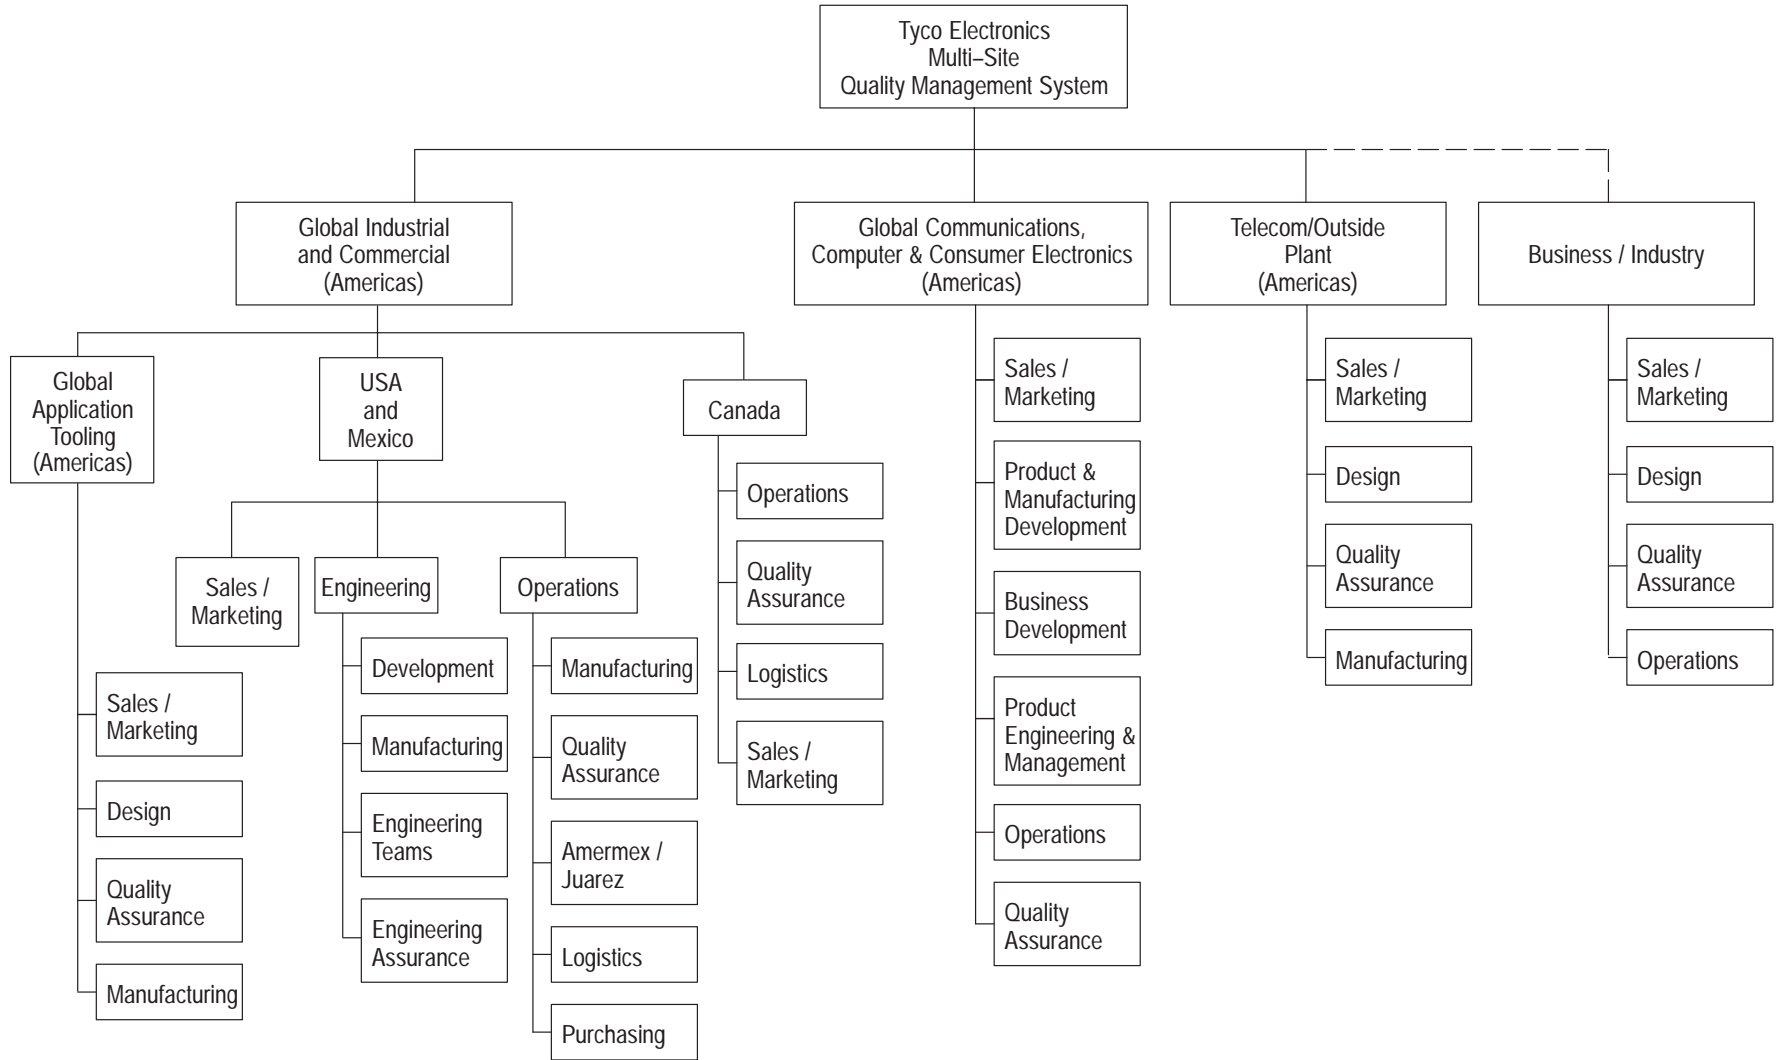 Tyco Electronics
Multi–Site
Quality Management System
Global Industrial
and Commercial
(Americas)
Global Communications,
Computer & Consumer Electronics
(Americas)
Telecom/Outside
Plant
(Americas)
Business / Industry
Global
Application
Tooling
(Americas)
Sales /
Marketing
Design
Quality
Assurance
Manufacturing
USA
and
Mexico
Sales /
Marketing
Engineering
Development
Manufacturing
Engineering
Teams
Engineering
Assurance
Operations
Manufacturing
Quality
Assurance
Amermex /
Juarez
Logistics
Purchasing
Canada
Operations
Quality
Assurance
Logistics
Sales /
Marketing
Sales /
Marketing
Product &
Manufacturing
Development
Business
Development
Product
Engineering &
Management
Operations
Quality
Assurance
Sales /
Marketing
Design
Quality
Assurance
Manufacturing
Sales /
Marketing
Design
Quality
Assurance
Operations